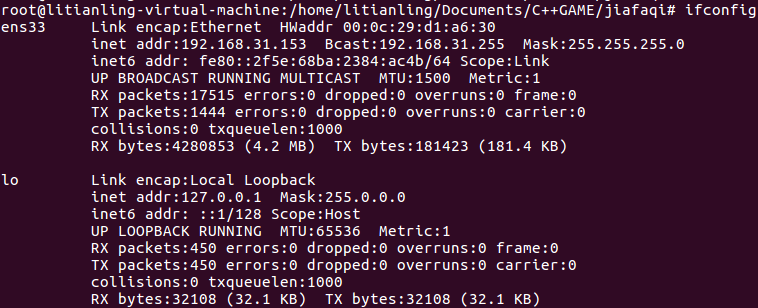 root@litianling-virtual-machine:/home/litianling/Documents/C++GAME/jiafaqi# ifconfig
ens33     Link encap:Ethernet  HWaddr 00:0c:29:d1:a6:30
          inet addr:192.168.31.153  Bcast:192.168.31.255  Mask:255.255.255.0
          inet6 addr: fe80::2f5e:68ba:2384:ac4b/64 Scope:Link
          UP BROADCAST RUNNING MULTICAST  MTU:1500  Metric:1
          RX packets:17515 errors:0 dropped:0 overruns:0 frame:0
          TX packets:1444 errors:0 dropped:0 overruns:0 carrier:0
          collisions:0 txqueuelen:1000
          RX bytes:4280853 (4.2 MB)  TX bytes:181423 (181.4 KB)
lo        Link encap:Local Loopback
          inet addr:127.0.0.1  Mask:255.0.0.0
          inet6 addr: ::1/128 Scope:Host
          UP LOOPBACK RUNNING  MTU:65536  Metric:1
          RX packets:450 errors:0 dropped:0 overruns:0 frame:0
          TX packets:450 errors:0 dropped:0 overruns:0 carrier:0
          collisions:0 txqueuelen:1000
          RX bytes:32108 (32.1 KB)  TX bytes:32108 (32.1 KB)